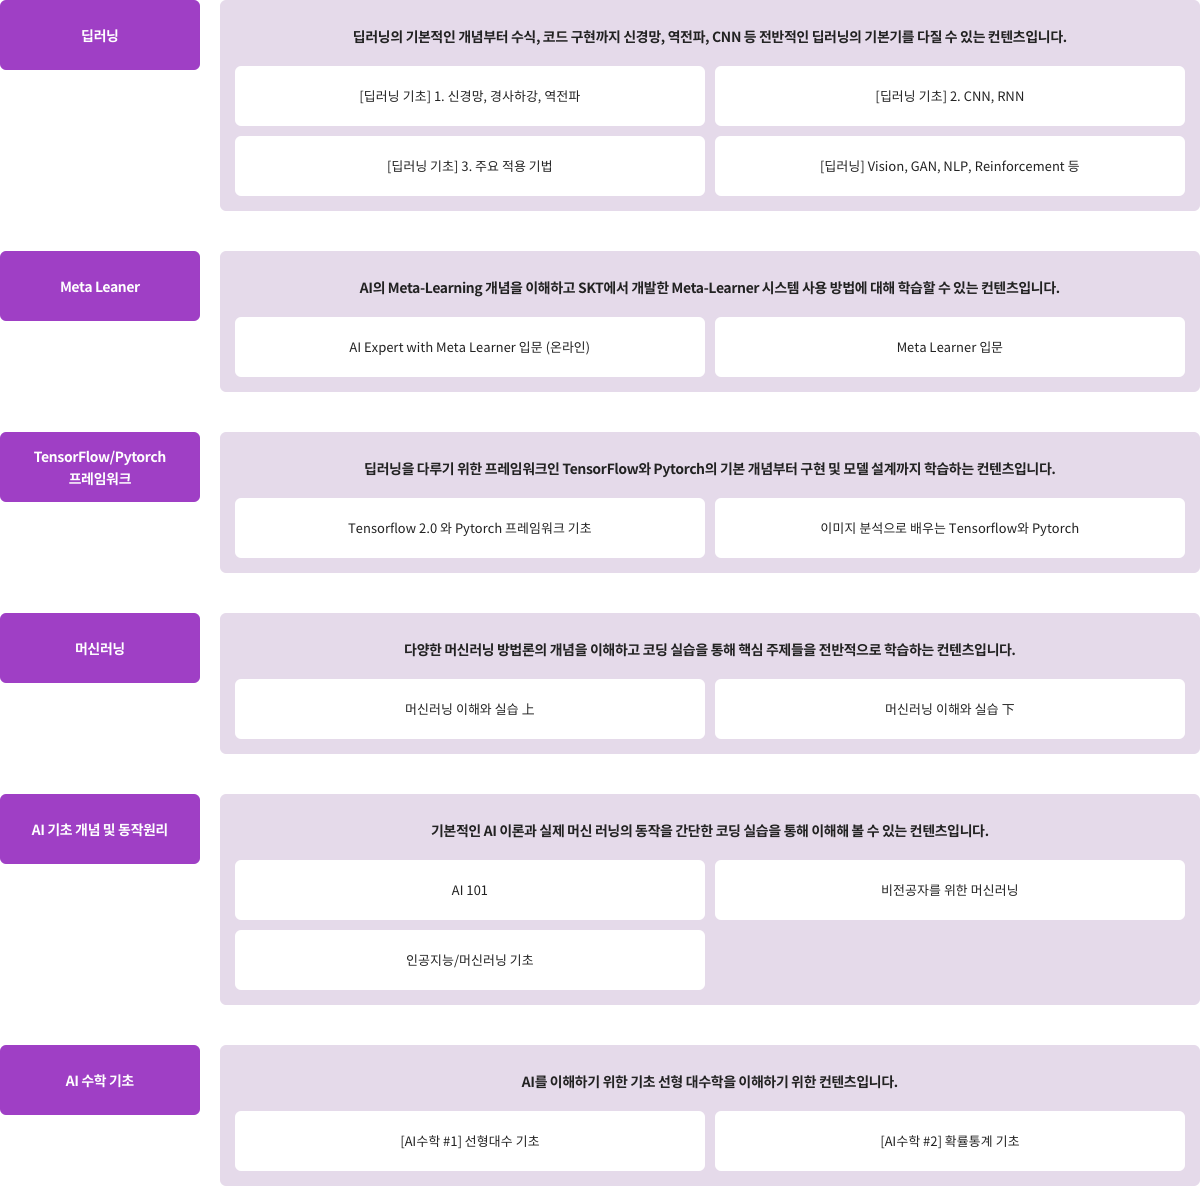 딥러닝
딥러닝의 기본적인 개념부터 수식, 코드 구현까지 신경망, 역전파, CNN 등 전반적인 딥러닝의 기본기를 다질 수 있는 컨텐츠입니다.
[딥러닝 기초] 1. 신경망, 경사하강, 역전파
[딥러닝 기초] 2. CNN, RNN
[딥러닝 기초] 3. 주요 적용 기법
[딥러닝] Vision, GAN, NLP, Reinforcement 등
Meta Leaner
AI의 Meta-Learning 개념을 이해하고 SKT에서 개발한 Meta-Learner 시스템 사용 방법에 대해 학습할 수 있는 컨텐츠입니다.
AI Expert with Meta Learner 입문 (온라인)
Meta Learner 입문
TensorFlow/Pytorch
프레임워크
딥러닝을 다루기 위한 프레임워크인 TensorFlow와 Pytorch의 기본 개념부터 구현 및 모델 설계까지 학습하는 컨텐츠입니다.
Tensorflow 2.0 와 Pytorch 프레임워크 기초
이미지 분석으로 배우는 Tensorflow와 Pytorch
머신러닝
다양한 머신러닝 방법론의 개념을 이해하고 코딩 실습을 통해 핵심 주제들을 전반적으로 학습하는 컨텐츠입니다.
머신러닝 이해와 실습 上
머신러닝 이해와 실습 下
AI 기초 개념 및 동작원리
기본적인 AI 이론과 실제 머신 러닝의 동작을 간단한 코딩 실습을 통해 이해해 볼 수 있는 컨텐츠입니다.
AI 101
비전공자를 위한 머신러닝
인공지능/머신러닝 기초
AI 수학 기초
AI를 이해하기 위한 기초 선형 대수학을 이해하기 위한 컨텐츠입니다.
[AI수학 #1] 선형대수 기초
[AI수학 #2] 확률통계 기초